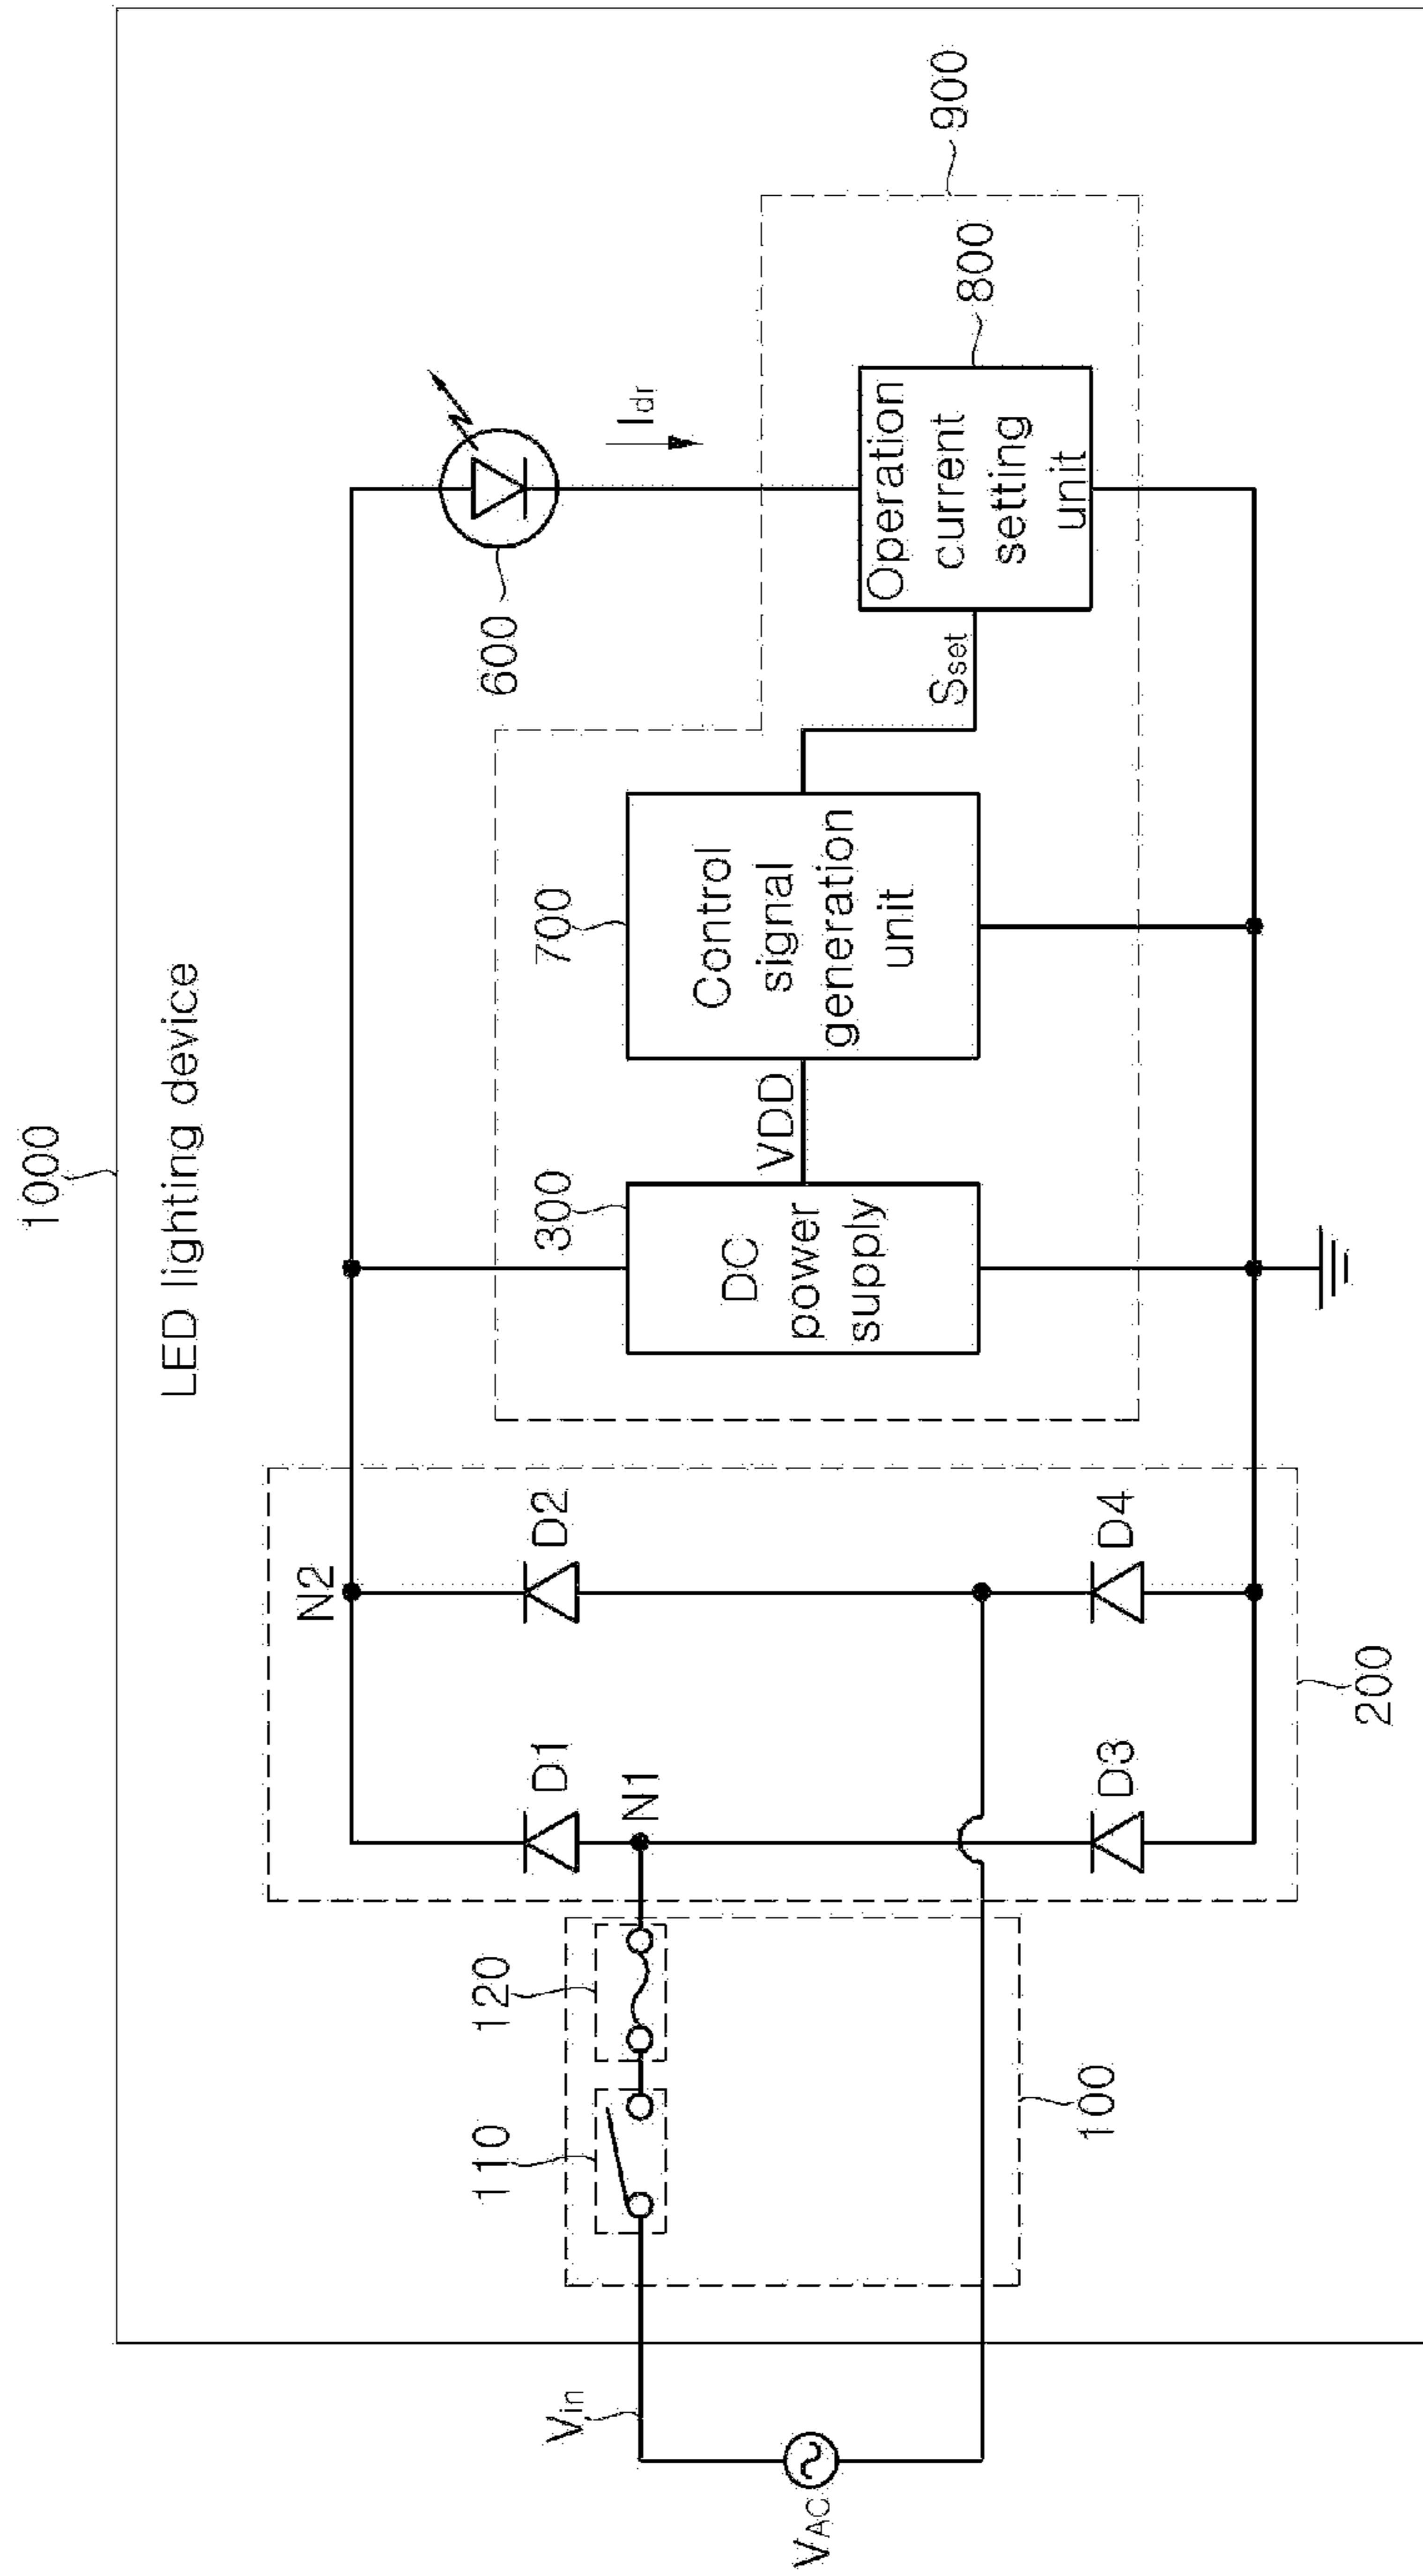 1000
LED lighting device
N2
D1
D2
N1
D3
D4
200
110
120
100
Vin
VAC
300
DC
power
supply
VDD
700
Control
signal
generation
unit
Sset
600
Idr
Operation
current
setting
unit
800
900